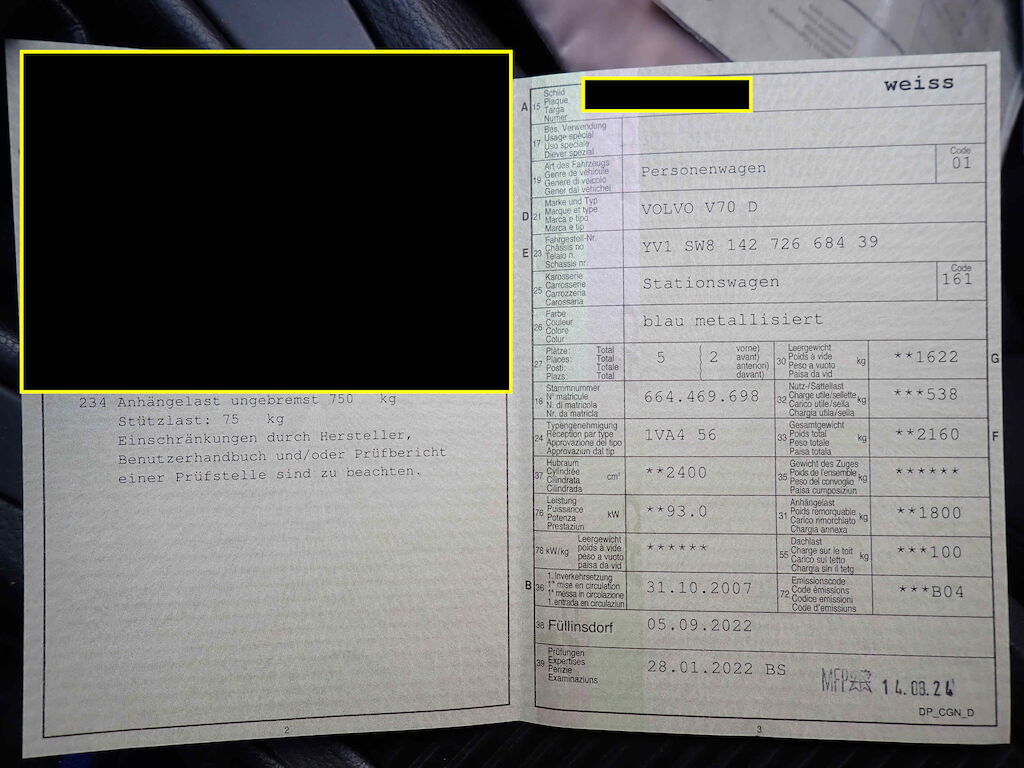 234 Anhängelast ungebremst 750 kg
Stützlast: 75 kg
Einschränkungen durch Hersteller,
Benutzerhandbuch und/oder Prüfbericht
einer Prüfstelle sind zu beachten.
2
A 15 Schild
Plaque
Targa
Numer
weiss
17 Bes. Verwendung
Usage spécial
Uso speciale
Diever spezial
19 Art des Fahrzeugs
Genre de véhicule
Genere di veicolo
Gener dal vehichel
Personenwagen
Code
01
D 21 Marke und Typ
Marque et type
Marca e tipo
Marca e tip
VOLVO V70 D
E 23 Fahrgestell-Nr.
Châssis no
Telaio n.
Schassis nr.
YV1 SW8 142 726 684 39
25 Karosserie
Carrosserie
Carrozzeria
Carossaria
Stationswagen
Code
161
26 Farbe
Couleur
Colore
Colur
blau metallisiert
27 Plätze: Total
Places: Total
Posti: Totale
Plazs: Total
5 ( 2 vorne)
avant)
anteriori)
davant)
30 Leergewicht
Poids à vide
Peso a vuoto
Paisa da vid
kg
**1622
G
18 Stammnummer
N° matricule
N. di matricola
Nr. da matricla
664.469.698
32 Nutz-/Sattellast
Charge utile/sellette
Carico utile/sella
Chargia utila/sella
kg
***538
24 Typengenehmigung
Réception par type
Approvazione del tipo
Approvaziun dal tip
1VA4 56
33 Gesamtgewicht
Poids total
Peso totale
Paisa totala
kg
**2160
F
37 Hubraum
Cylindrée
Cilindrata
Cilindrada
cm³
**2400
35 Gewicht des Zuges
Poids de l'ensemble
Peso del convoglio
Paisa cumposiziun
kg
******
76 Leistung
Puissance
Potenza
Prestaziun
kW
**93.0
31 Anhängelast
Poids remorquable
Carico rimorchiato
Chargia annexa
kg
**1800
78 kW/kg Leergewicht
poids à vide
peso a vuoto
paisa da vid
******
55 Dachlast
Charge sur le toit
Carico sul tetto
Chargia sin il tetg
kg
***100
B 36 1. Inverkehrsetzung
1re mise en circulation
1a messa in circolazione
1. entrada en circulaziun
31.10.2007
72 Emissionscode
Code émissions
Codice emissioni
Code d'emissiuns
***B04
38 Füllinsdorf
05.09.2022
39 Prüfungen
Expertises
Perizie
Examinaziuns
28.01.2022 BS
MFP
14.08.24
DP_CGN_D
3